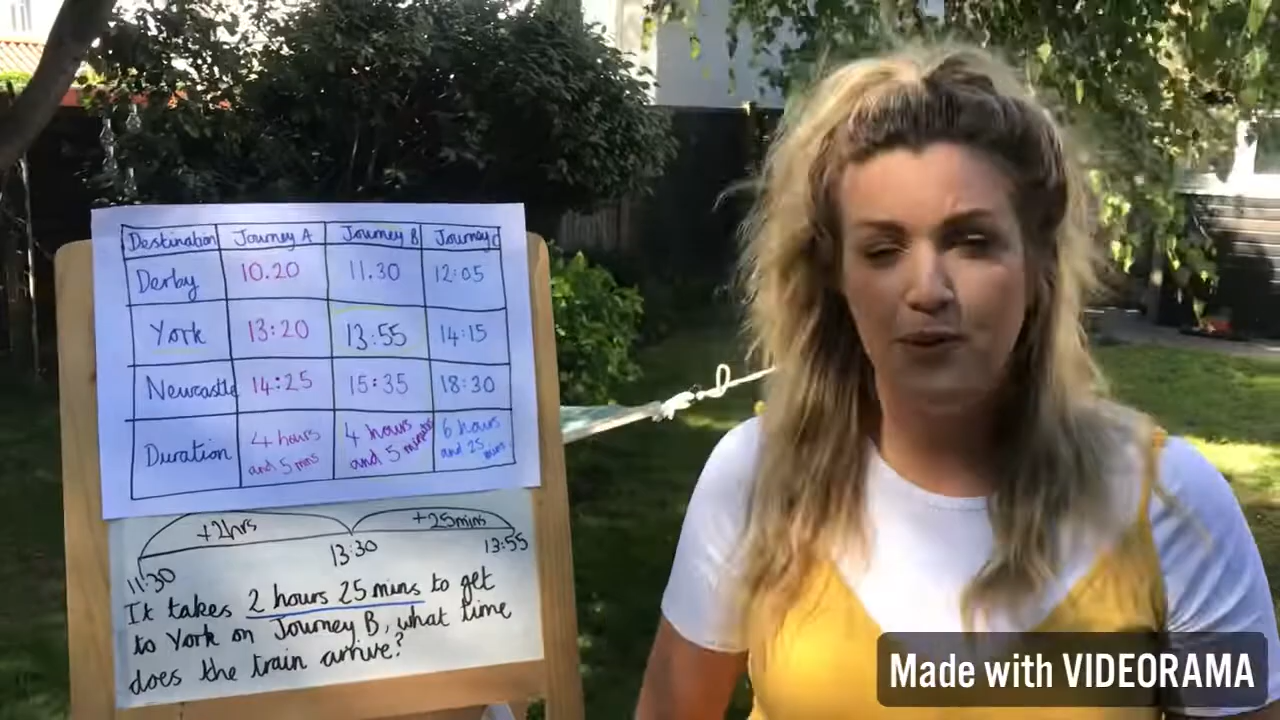 Destination Journey A Journey B Journey C
Derby 10.20 11.30 12:05
York 13:20 13:55 14:15
Newcastle 14:25 15:35 18:30
Duration 4 hours and 5 mns 4 hours and 5 minutes 6 hours and 25 mins
+2hrs +25mins
11:30 13:30 13:55
It takes 2 hours 25 mins to get
to York on Journey B, what time
does the train arrive?
Made with VIDEORAMA